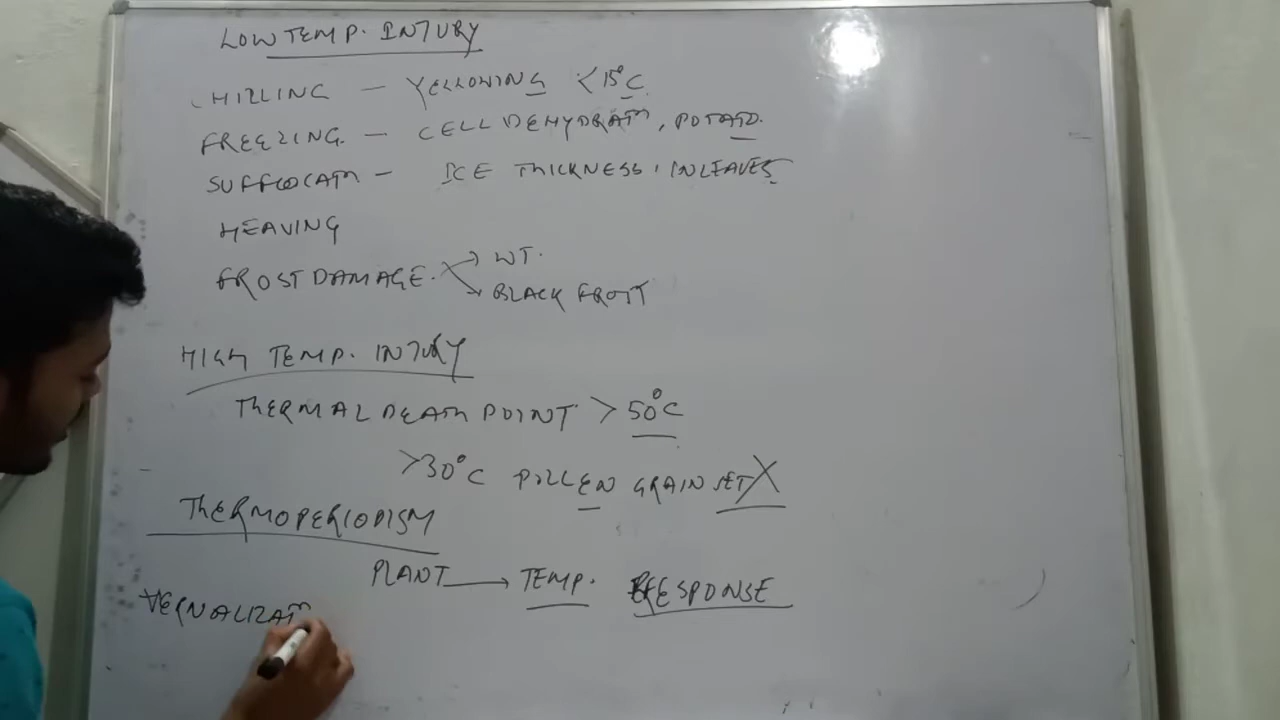 LOW TEMP. INJURY
CHILLING – YELLOWING < 15°C
FREEZING – CELL DEHYDRATN, POTATO.
SUFFOCATN – ICE THICKNESS, IN LEAVES
HEAVING
FROST DAMAGE. → WT.
→ BLACK FROST
HIGH TEMP. INJURY
THERMAL DEATH POINT > 50°C
>30°C POLLEN GRAIN SET X
THERMOPERIODISM
PLANT → TEMP. RESPONSE
VERNALIZATN